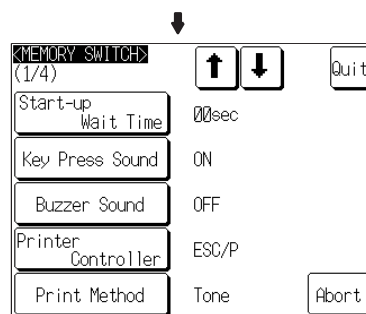 <MEMORY SWITCH>
(1/4)
Quit
Start-up
Wait Time
00sec
Key Press Sound
ON
Buzzer Sound
OFF
Printer
Controller
ESC/P
Print Method
Tone
Abort